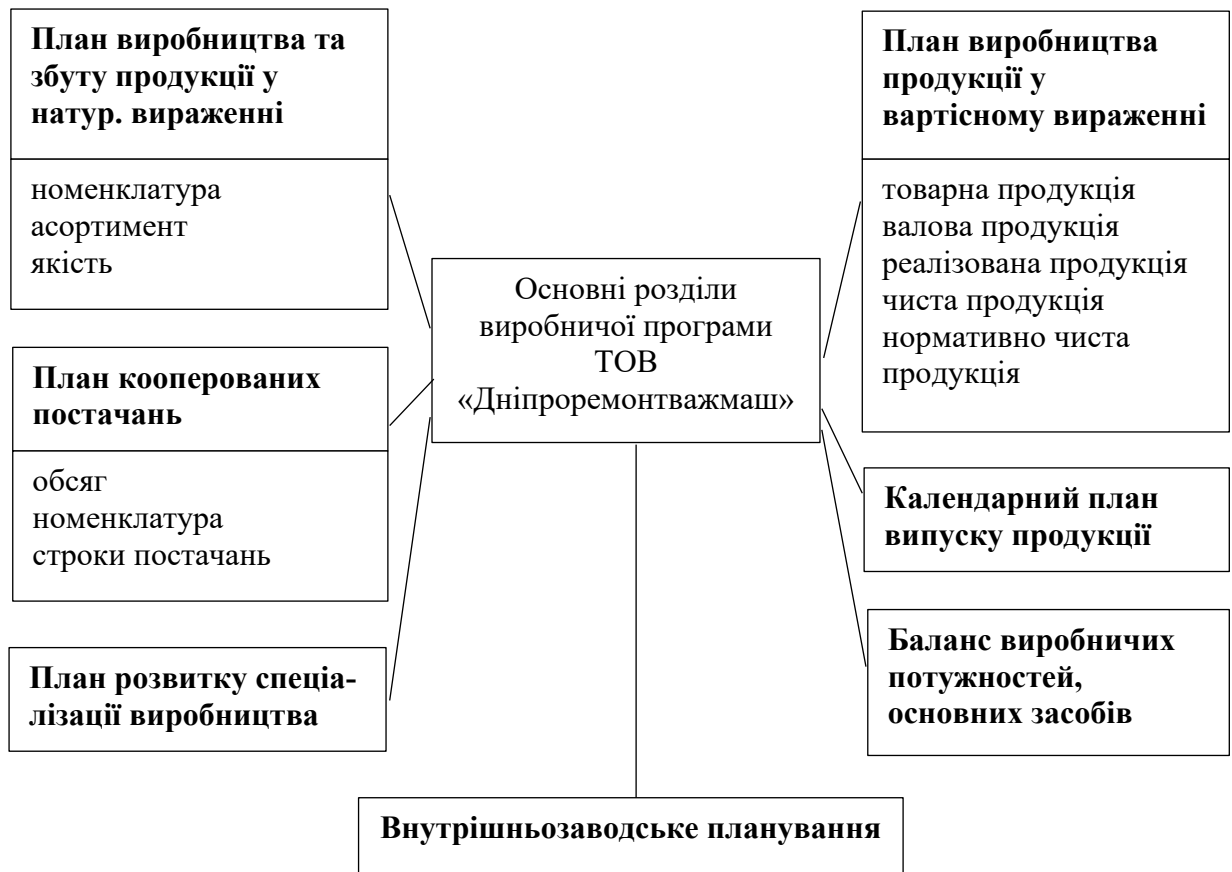 План виробництва та
збуту продукції у
натур. вираженні
номенклатура
асортимент
якість
План кооперованих
постачань
обсяг
номенклатура
строки постачань
План розвитку спеціа-
лізації виробництва
Основні розділи
виробничої програми
ТОВ
«Дніпроремонтважмаш»
План виробництва
продукції у
вартісному вираженні
товарна продукція
валова продукція
реалізована продукція
чиста продукція
нормативно чиста
продукція
Календарний план
випуску продукції
Баланс виробничих
потужностей,
основних засобів
Внутрішньозаводське планування